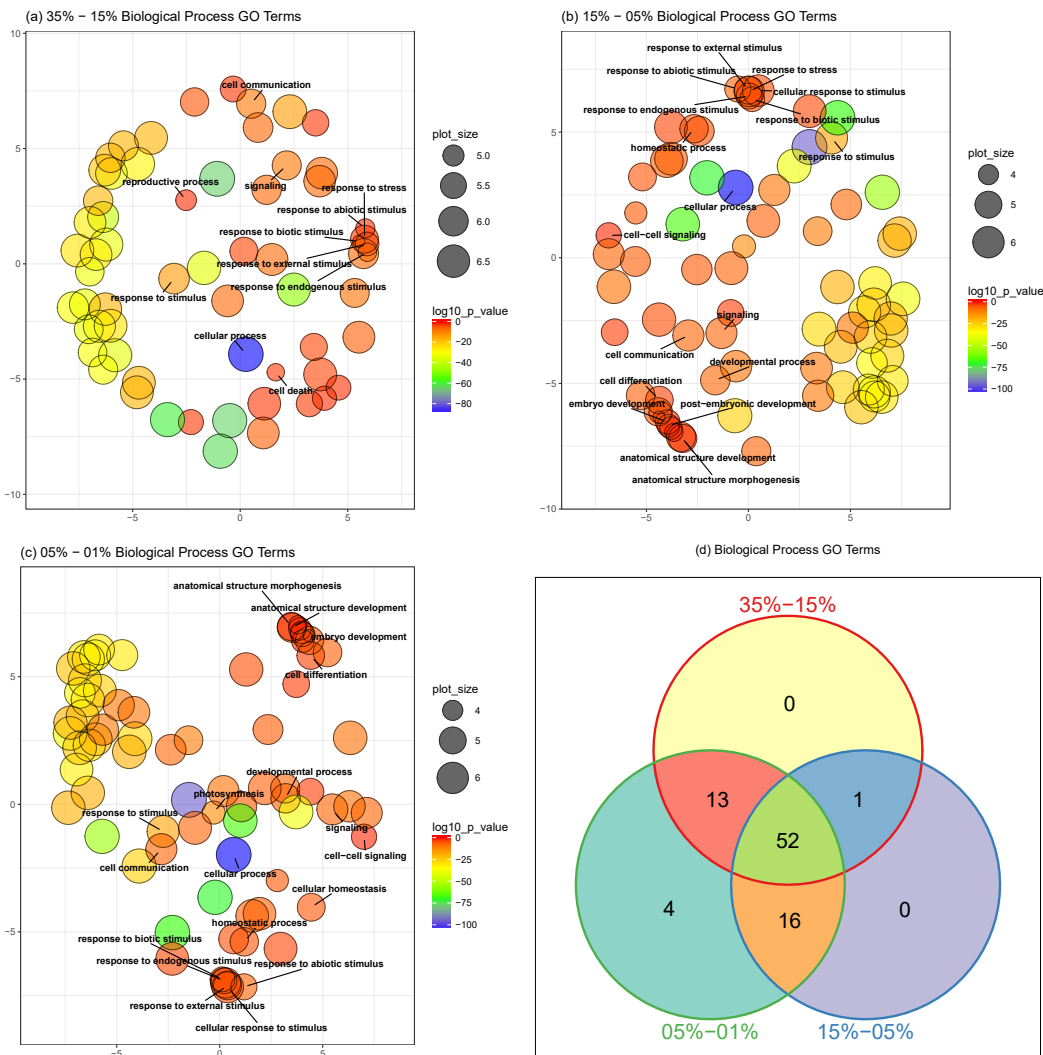 (a) 35% − 15% Biological Process GO Terms
10
5
0
−5
−10
−5
0
5
cell communication
reproductive process
signaling
response to stress
response to abiotic stimulus
response to biotic stimulus
response to external stimulus
response to endogenous stimulus
response to stimulus
cellular process
cell death
plot_size
5.0
5.5
6.0
6.5
log10_p_value
0
−20
−40
−60
−80
(b) 15% − 05% Biological Process GO Terms
5
0
−5
−10
−5
0
5
response to external stimulus
response to abiotic stimulus
response to stress
cellular response to stimulus
response to endogenous stimulus
response to biotic stimulus
homeostatic process
response to stimulus
cellular process
cell−cell signaling
signaling
cell communication
developmental process
cell differentiation
embryo development
post−embryonic development
anatomical structure development
anatomical structure morphogenesis
plot_size
4
5
6
log10_p_value
0
−25
−50
−75
−100
(c) 05% − 01% Biological Process GO Terms
5
0
−5
−5
0
5
anatomical structure morphogenesis
anatomical structure development
embryo development
cell differentiation
developmental process
photosynthesis
response to stimulus
signaling
cell communication
cell−cell signaling
cellular process
cellular homeostasis
homeostatic process
response to biotic stimulus
response to endogenous stimulus
response to abiotic stimulus
response to external stimulus
cellular response to stimulus
plot_size
4
5
6
log10_p_value
0
−25
−50
−75
−100
(d) Biological Process GO Terms
35%−15%
0
13
1
52
4
16
0
05%−01%
15%−05%